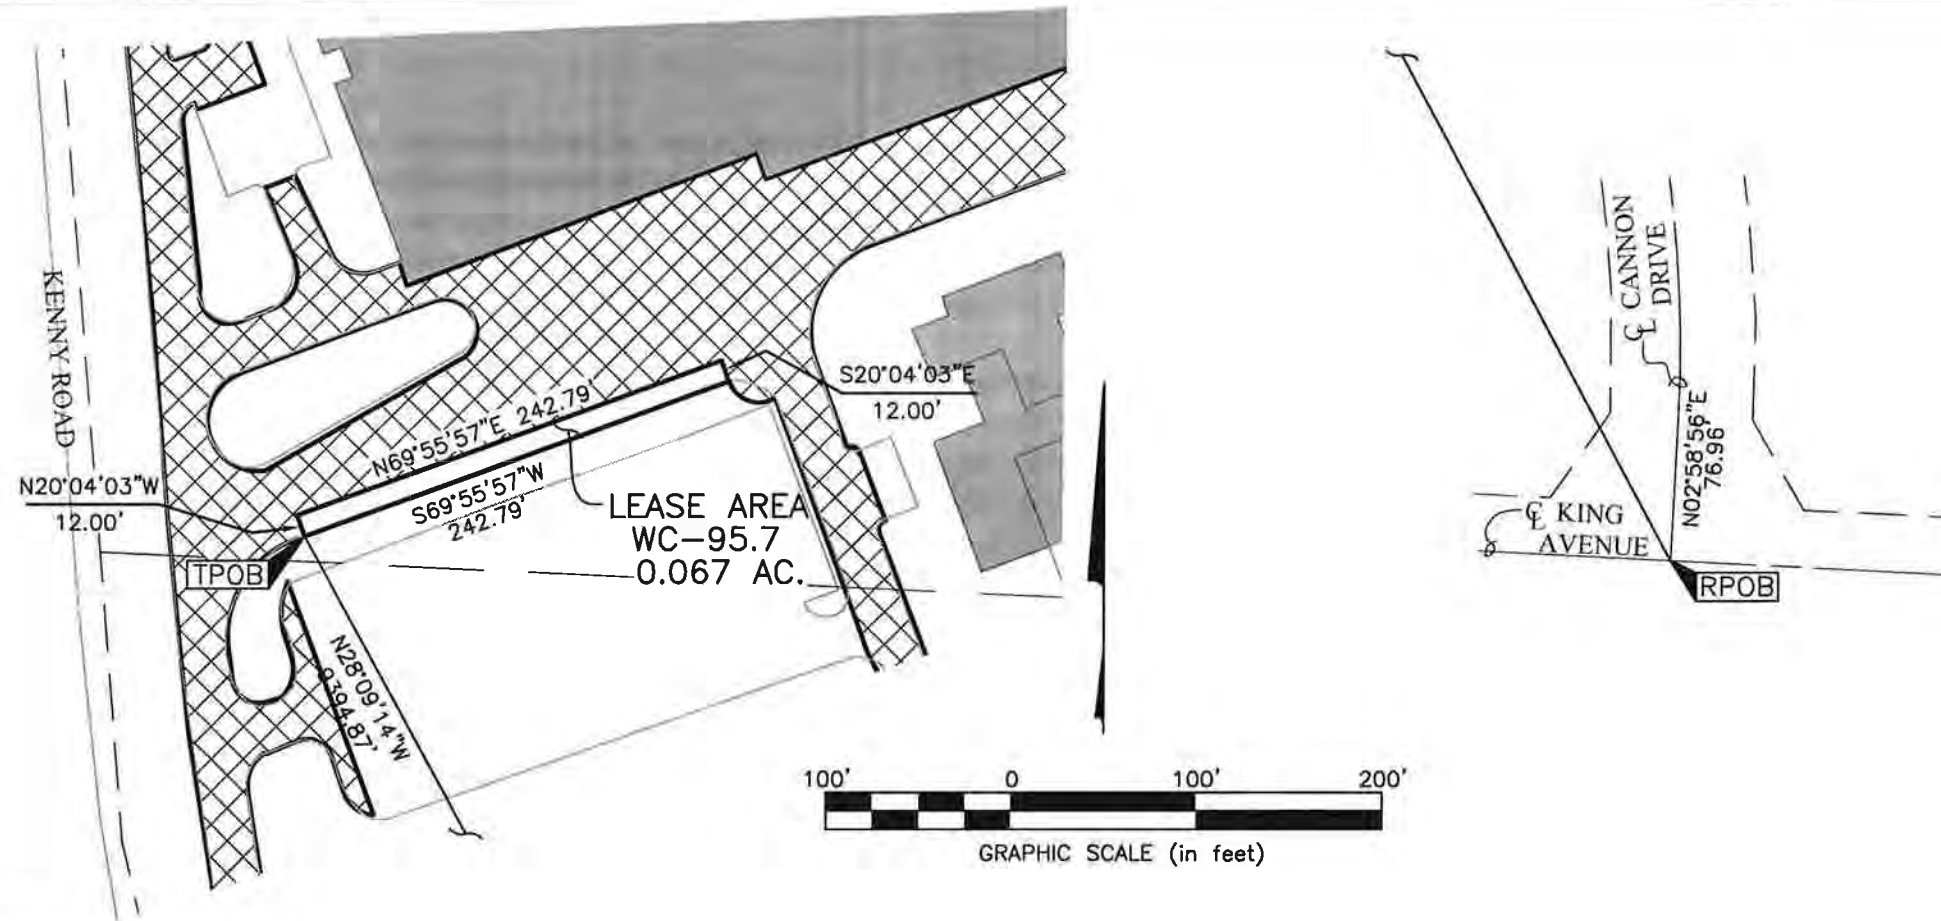 KENNY ROAD
N20°04'03"W
12.00'
TPOB
N69°55'57"E 242.79'
S69°55'57"W
242.79'
LEASE AREA
WC-95.7
0.067 AC.
S20°04'03"E
12.00'
N28°09'14"W
9394.87'
100' 0 100' 200'
GRAPHIC SCALE (in feet)
℄ CANNON
DRIVE
N02°58'56"E
76.96'
℄ KING
AVENUE
RPOB